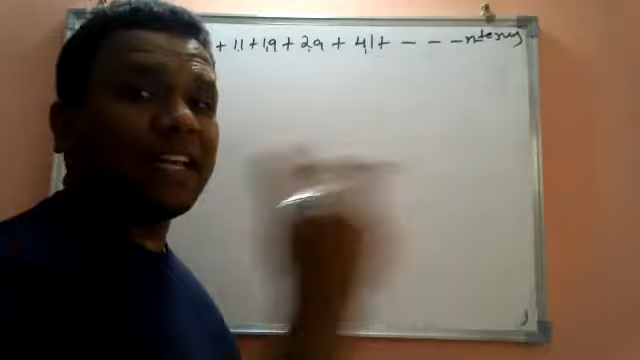 + 11 + 19 + 29 + 41 + - - - n terms